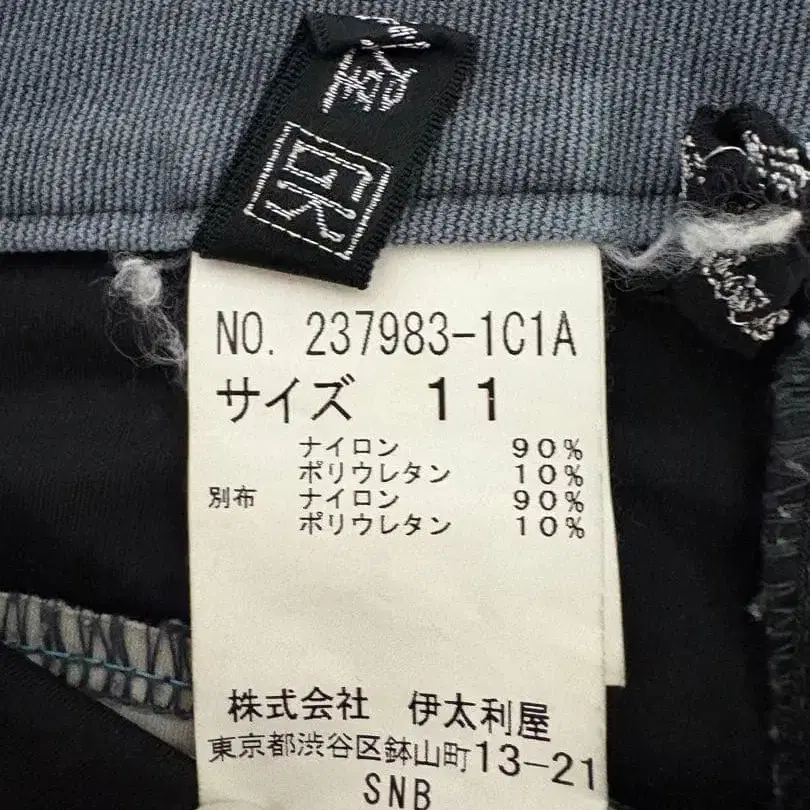 GK
NO. 237983-1C1A
サイズ 11
ナイロン 90%
ポリウレタン 10%
別布 ナイロン 90%
ポリウレタン 10%
株式会社 伊太利屋
東京都渋谷区鉢山町13-21
SNB